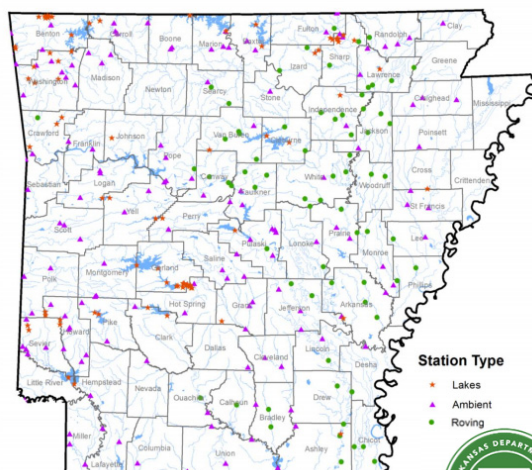 Benton
Carroll
Boone
Marion
Baxter
Fulton
Randolph
Clay
Izard
Sharp
Lawrence
Greene
Washington
Madison
Newton
Searcy
Stone
Independence
Craighead
Mississippi
Crawford
Franklin
Johnson
Pope
Van Buren
Cleburne
Jackson
Poinsett
Sebastian
Logan
Conway
Faulkner
White
Woodruff
Cross
Crittenden
St Francis
Scott
Yell
Perry
Pulaski
Lonoke
Prairie
Monroe
Lee
Phillips
Polk
Montgomery
Garland
Saline
Hot Spring
Grant
Jefferson
Arkansas
Sevier
Howard
Pike
Clark
Dallas
Cleveland
Lincoln
Desha
Little River
Hempstead
Nevada
Ouachita
Calhoun
Bradley
Drew
Miller
Lafayette
Columbia
Union
Ashley
Chicot
Station Type
Lakes
Ambient
Roving
KANSAS DEPART